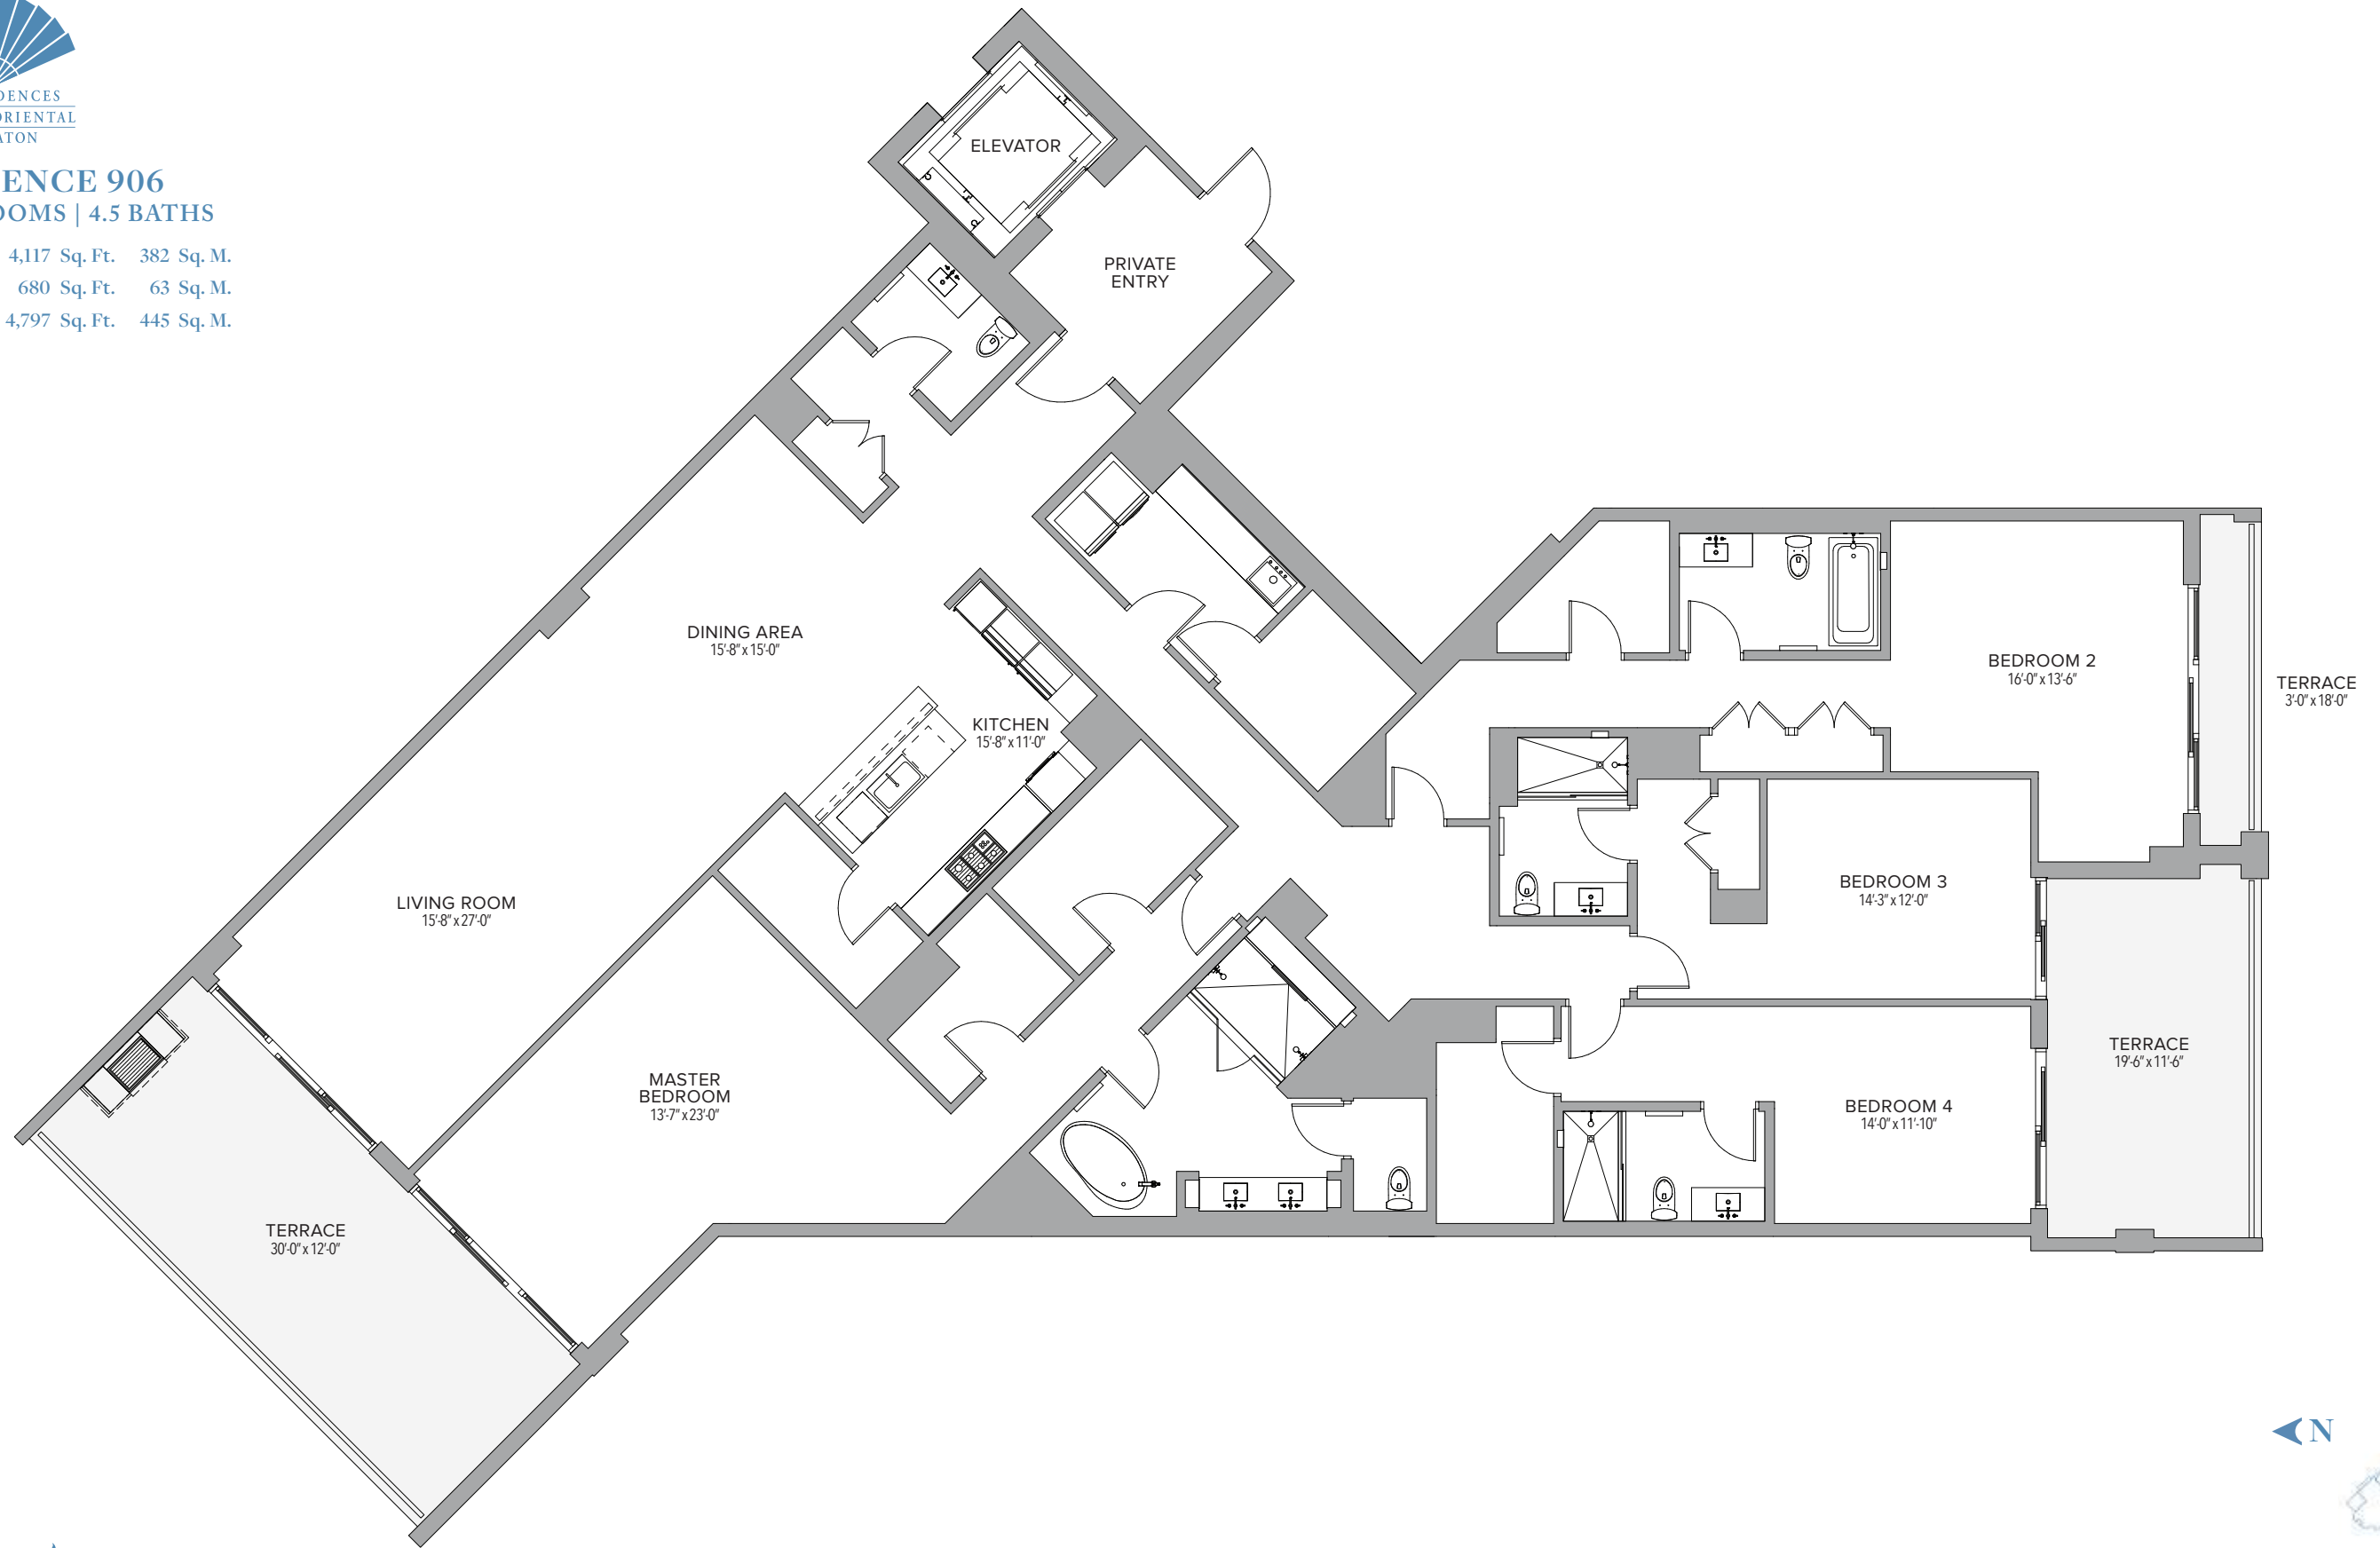 DENCES
ORIENTAL
ATON
ENCE 906
OOMS | 4.5 BATHS
4,117 Sq. Ft. 382 Sq. M.
680 Sq. Ft. 63 Sq. M.
4,797 Sq. Ft. 445 Sq. M.
ELEVATOR
PRIVATE
ENTRY
DINING AREA
15'-8" x 15'-0"
KITCHEN
15'-8" x 11'-0"
LIVING ROOM
15'-8" x 27'-0"
MASTER
BEDROOM
13'-7" x 23'-0"
TERRACE
30'-0" x 12'-0"
BEDROOM 2
16'-0" x 13'-6"
TERRACE
3'-0" x 18'-0"
BEDROOM 3
14'-3" x 12'-0"
TERRACE
19'-6" x 11'-6"
BEDROOM 4
14'-0" x 11'-10"
N